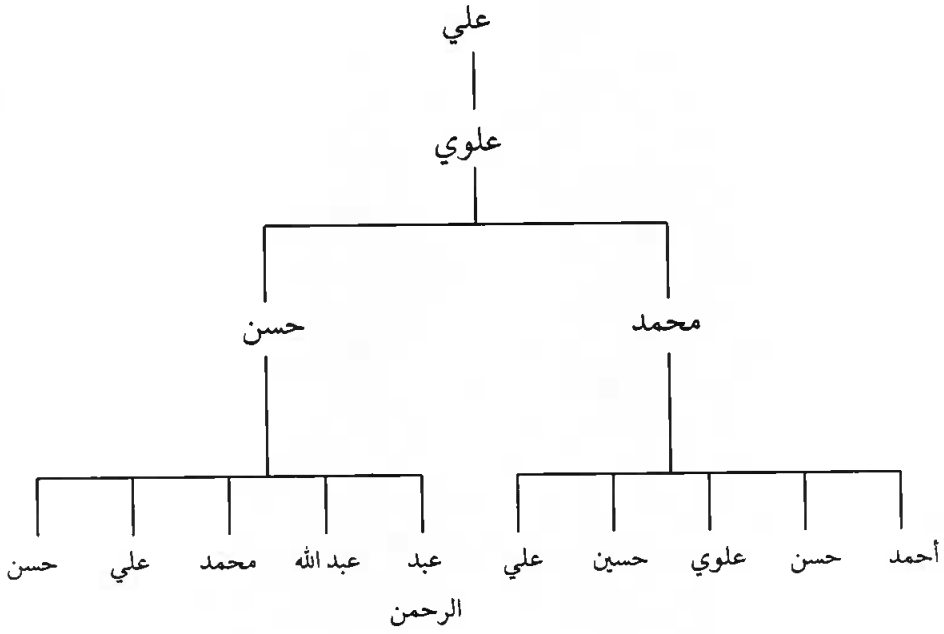 علي
علوي
محمد حسن
أحمد حسن علوي حسين علي عبد عبد الله محمد علي حسن
الرحمن